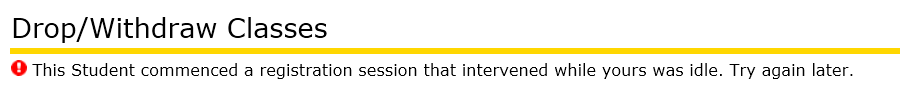 Drop/Withdraw Classes
This Student commenced a registration session that intervened while yours was idle. Try again later.